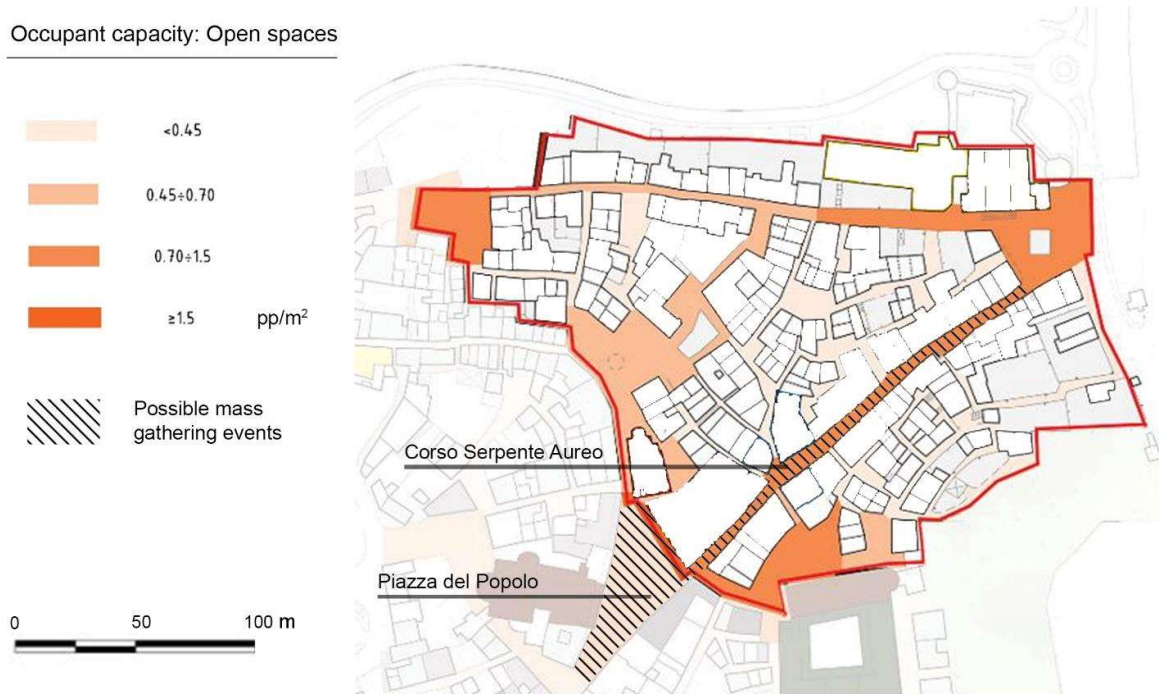 Occupant capacity: Open spaces
<0.45
0.45÷0.70
0.70÷1.5
≥1.5 pp/m²
Possible mass
gathering events
Corso Serpente Aureo
Piazza del Popolo
0 50 100 m